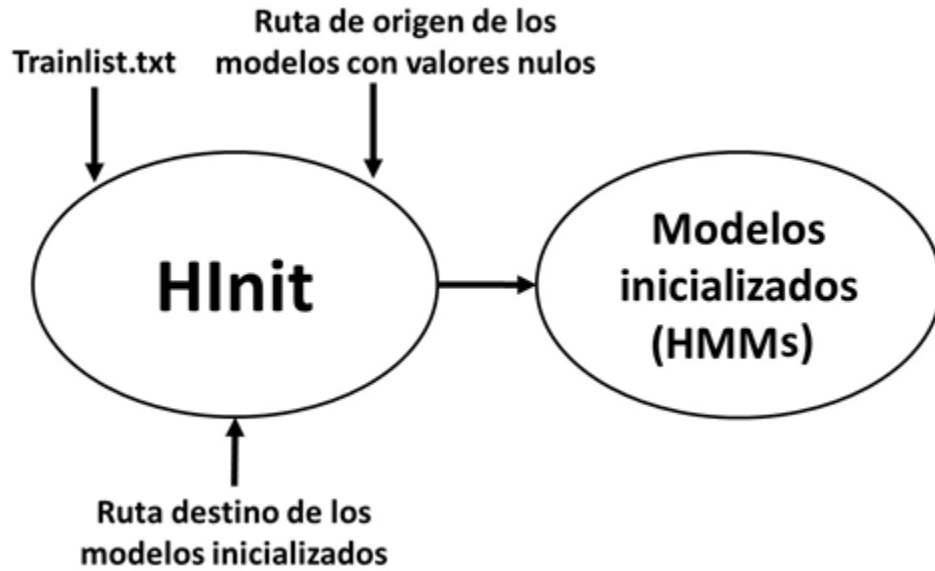 Trainlist.txt
Ruta de origen de los
modelos con valores nulos
HInit
Modelos
inicializados
(HMMs)
Ruta destino de los
modelos inicializados